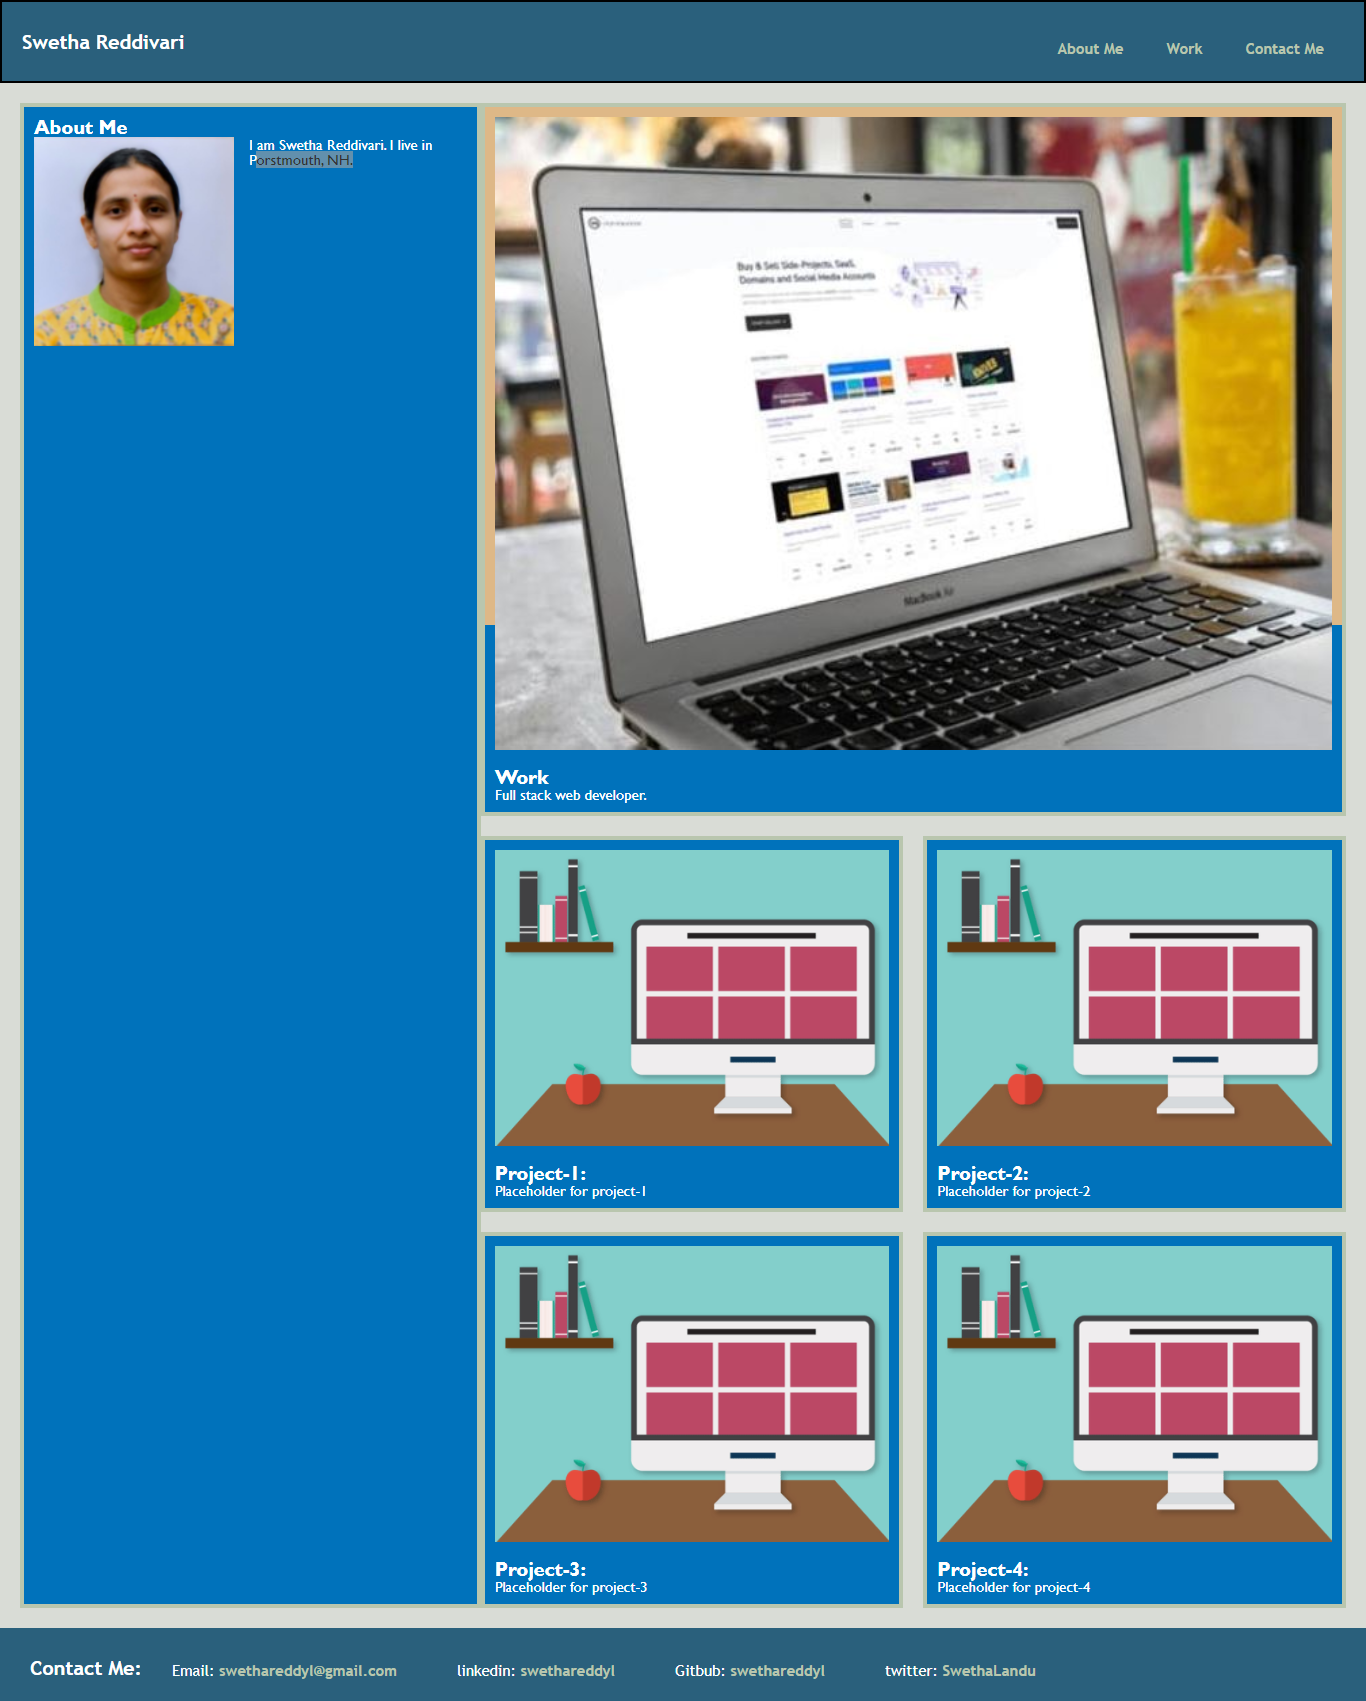 Swetha Reddivari
About Me
Work
Contact Me
About Me
I am Swetha Reddivari. I live in
Porstmouth, NH.
Buy & Sell Side-Projects, SaaS,
Domains and Social Media Accounts
MacBook Air
Work
Full stack web developer.
Project-1:
Placeholder for project-1
Project-2:
Placeholder for project-2
Project-3:
Placeholder for project-3
Project-4:
Placeholder for project-4
Contact Me:
Email: swethareddyl@gmail.com
linkedin: swethareddyl
Gitbub: swethareddyl
twitter: SwethaLandu